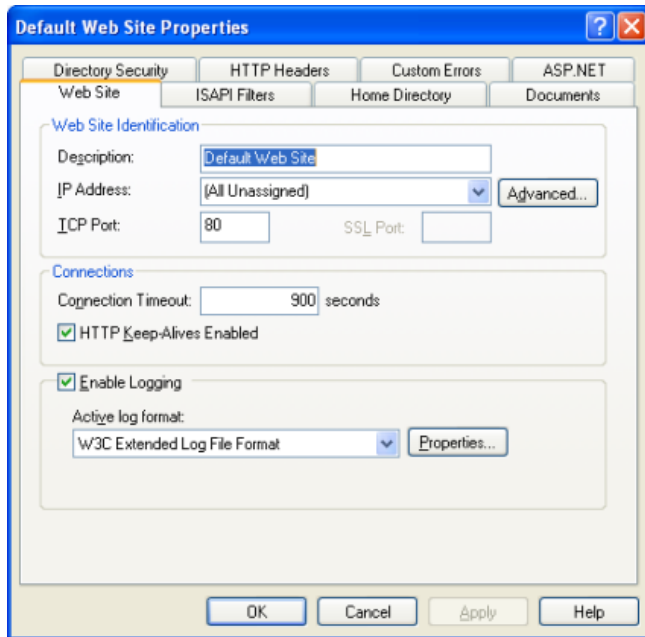 Default Web Site Properties
Directory Security HTTP Headers Custom Errors ASP.NET
Web Site ISAPI Filters Home Directory Documents
Web Site Identification
Description: Default Web Site
IP Address: (All Unassigned) Advanced...
TCP Port: 80 SSL Port:
Connections
Connection Timeout: 900 seconds
HTTP Keep-Alives Enabled
Enable Logging
Active log format:
W3C Extended Log File Format Properties...
OK Cancel Apply Help